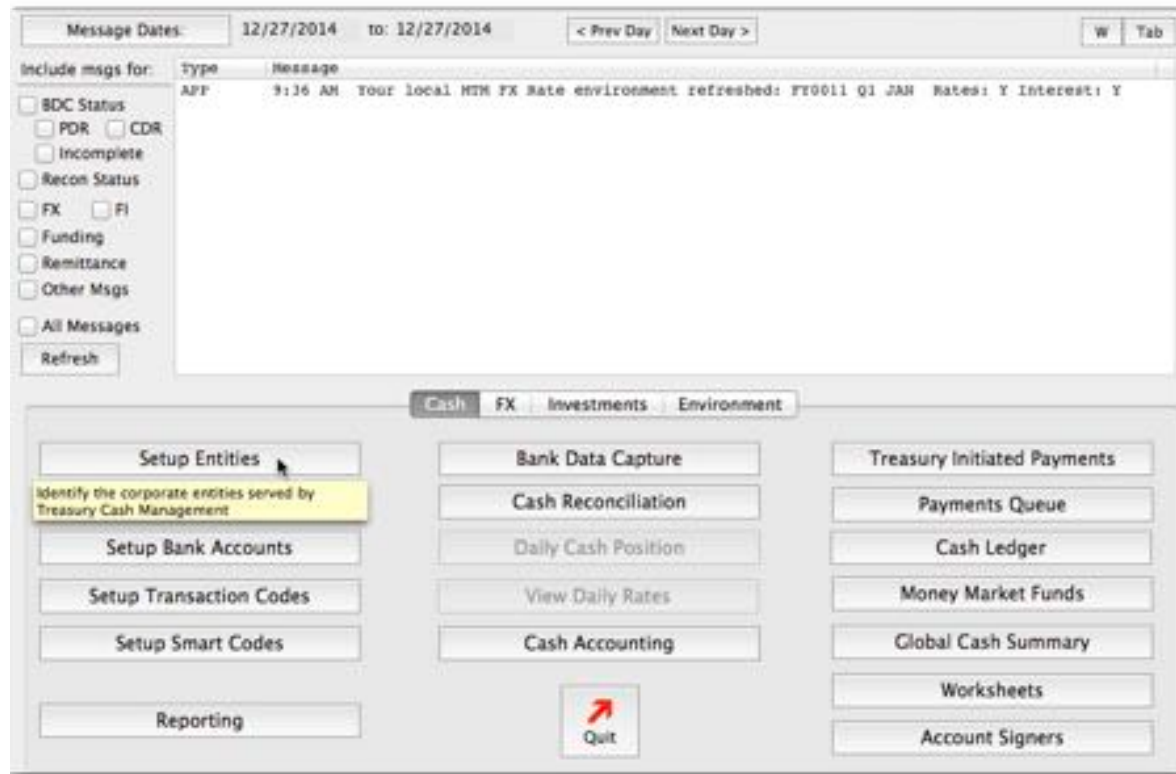 Message Dates: 12/27/2014 to: 12/27/2014 < Prev Day Next Day > W Tab
Include msgs for: Type Message
APP 9:36 AM Your local MTM FX Rate environment refreshed: FY0011 Q1 JAN Rates: Y Interest: Y
BDC Status
PDR CDR
Incomplete
Recon Status
FX FI
Funding
Remittance
Other Msgs
All Messages
Refresh
Cash FX Investments Environment
Setup Entities Bank Data Capture Treasury Initiated Payments
Identify the corporate entities served by
Treasury Cash Management
Cash Reconciliation Payments Queue
Setup Bank Accounts Daily Cash Position Cash Ledger
Setup Transaction Codes View Daily Rates Money Market Funds
Setup Smart Codes Cash Accounting Global Cash Summary
Worksheets
Reporting Quit Account Signers